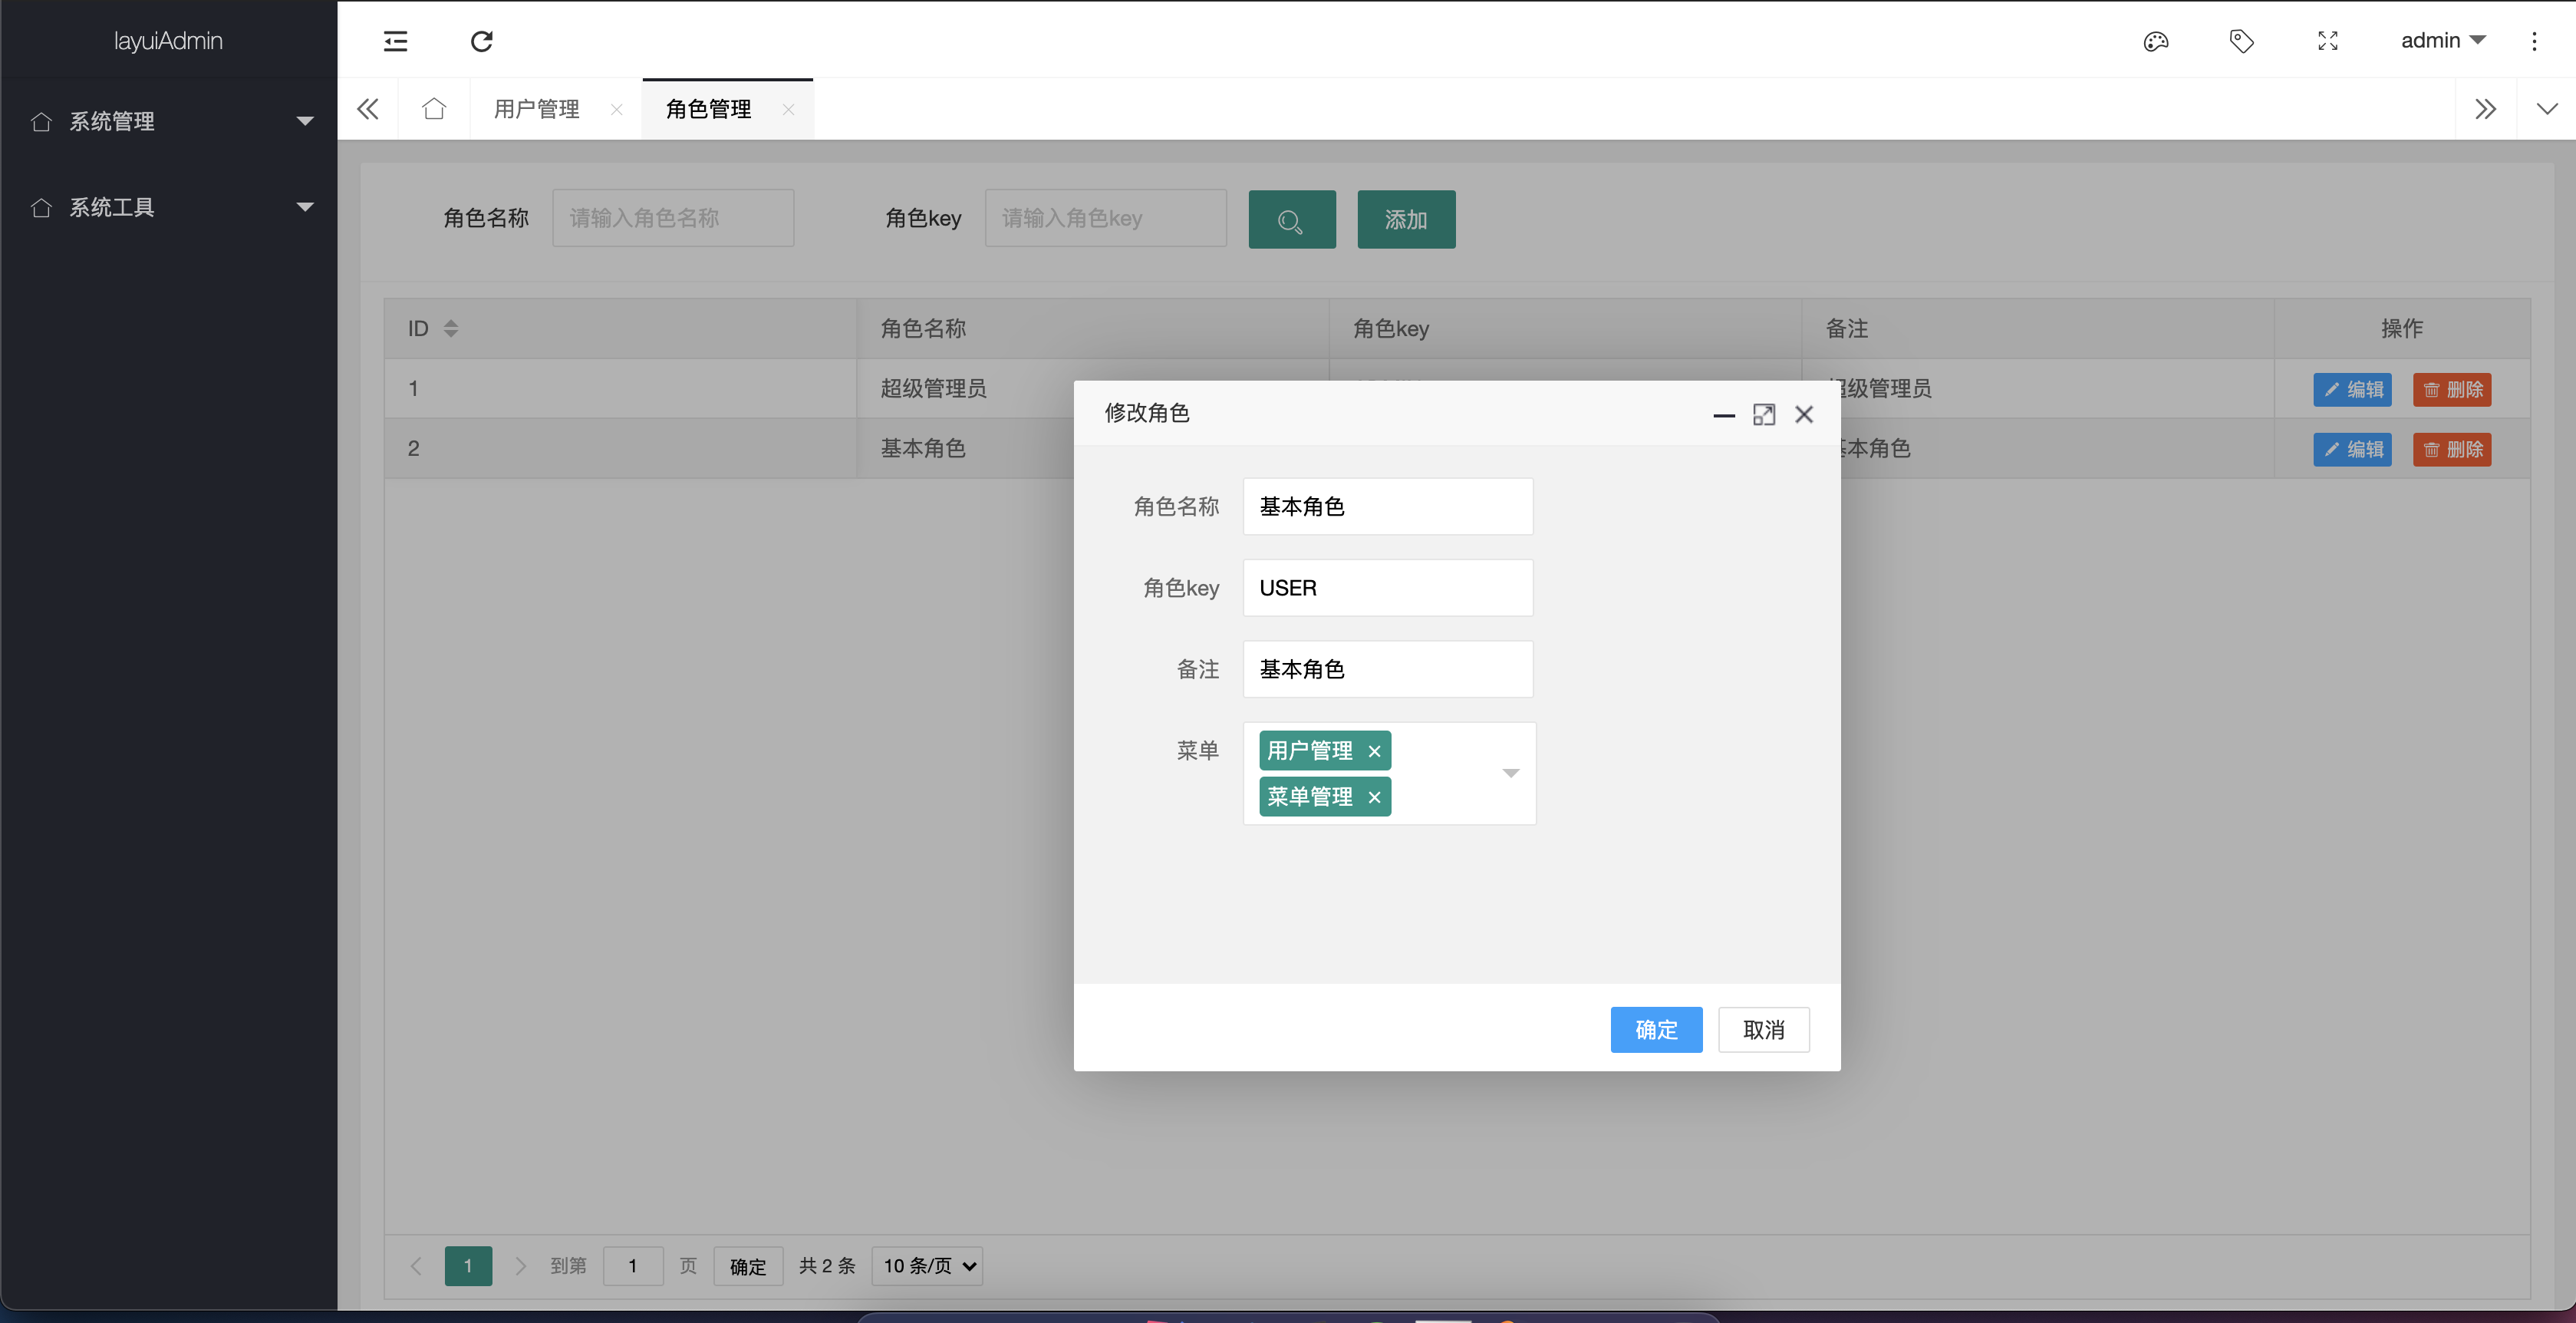 layuiAdmin
admin
系统管理
系统工具
用户管理
角色管理
角色名称 请输入角色名称 角色key 请输入角色key 添加
ID 角色名称 角色key 备注 操作
1 超级管理员 级管理员 编辑 删除
2 基本角色 本角色 编辑 删除
修改角色
角色名称 基本角色
角色key USER
备注 基本角色
菜单 用户管理
菜单管理
确定 取消
1 到第 1 页 确定 共 2 条 10 条/页